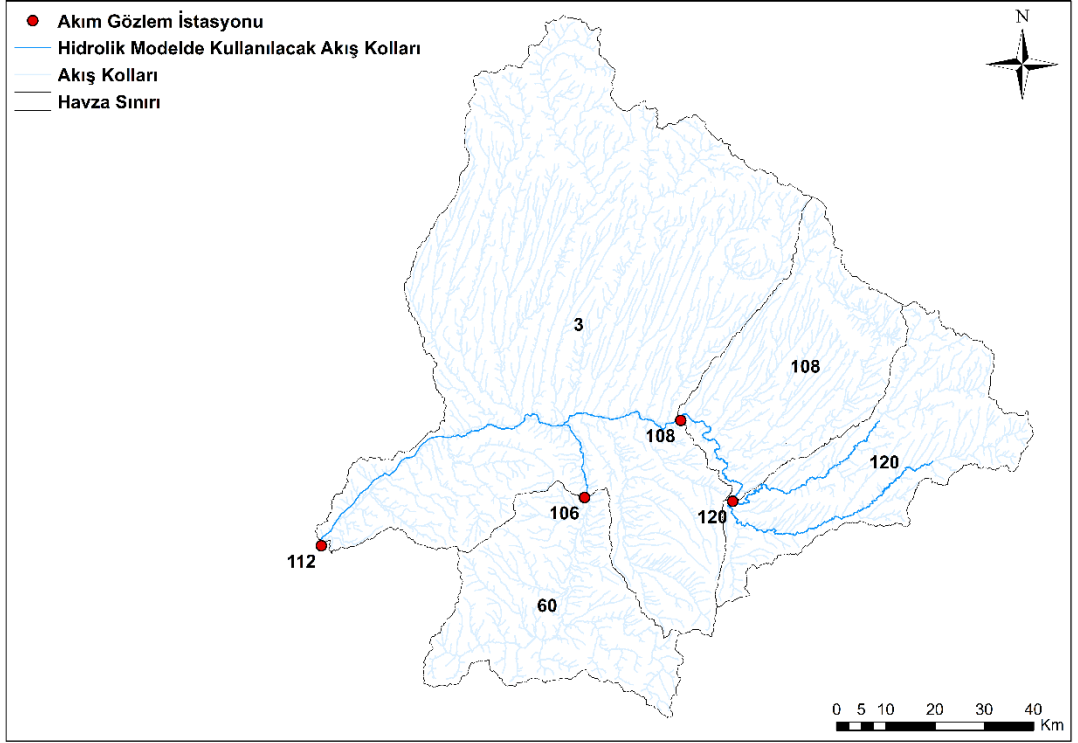 Akım Gözlem İstasyonu
Hidrolik Modelde Kullanılacak Akış Kolları
Akış Kolları
Havza Sınırı
N
3
108
108
120
106
120
112
60
0 5 10 20 30 40
Km